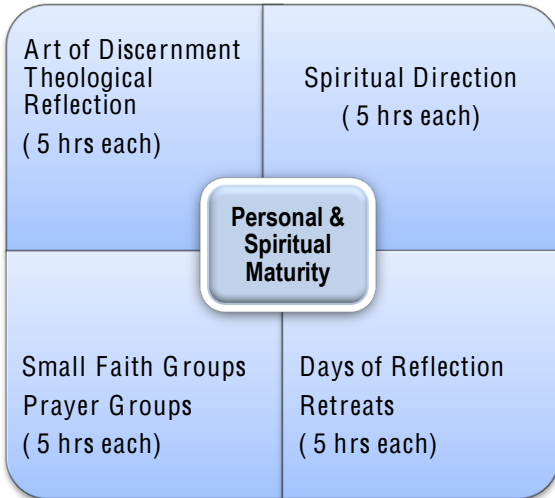 Art of Discernment
Theological
Reflection
( 5 hrs each)
Spiritual Direction
( 5 hrs each)
Personal &
Spiritual
Maturity
Small Faith Groups
Prayer Groups
( 5 hrs each)
Days of Reflection
Retreats
( 5 hrs each)